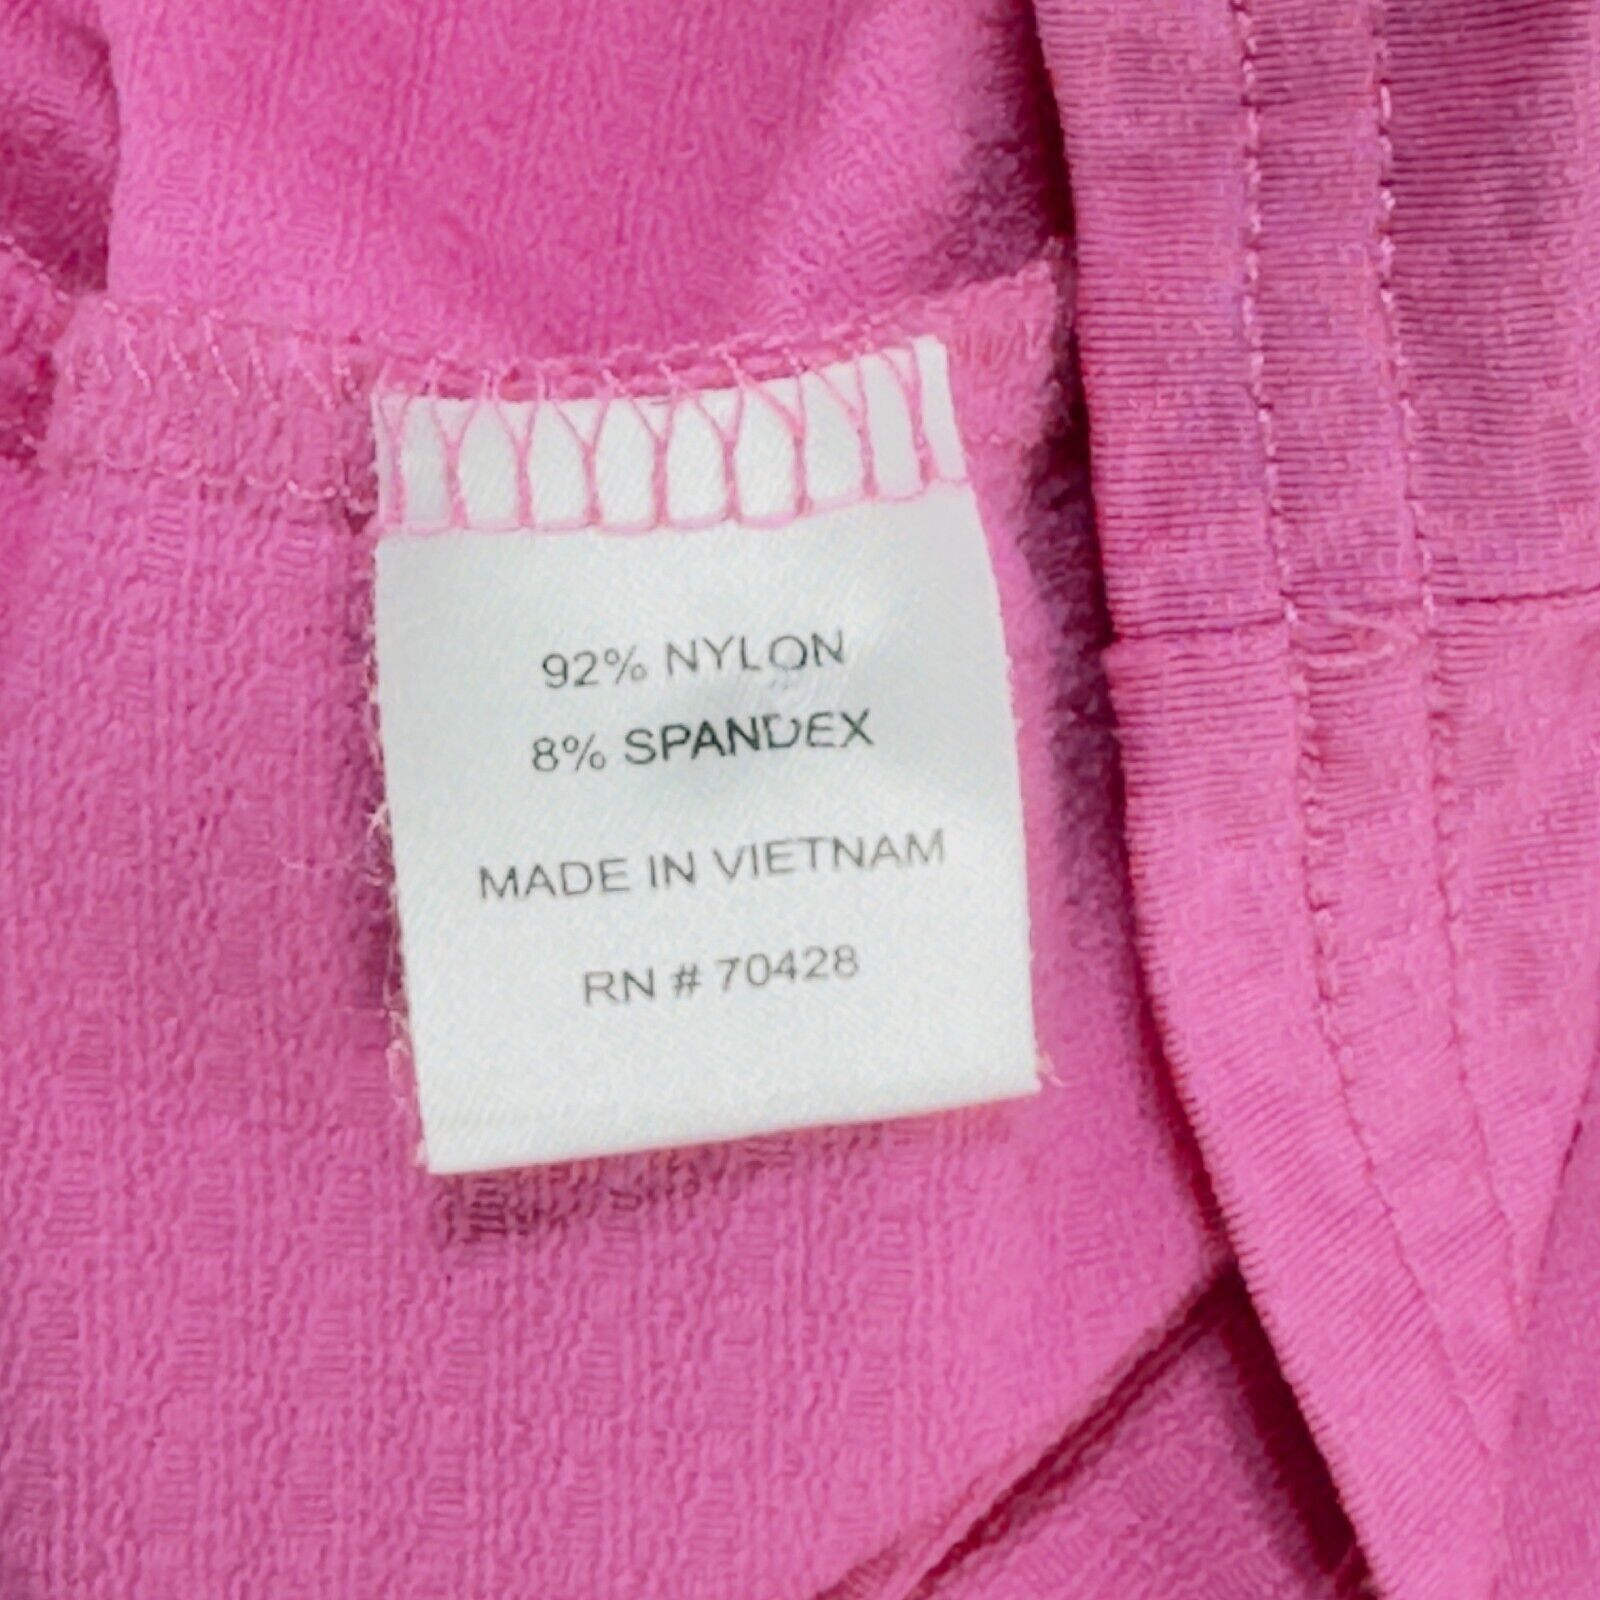 92% NYLON
8% SPANDEX
MADE IN VIETNAM
RN # 70428